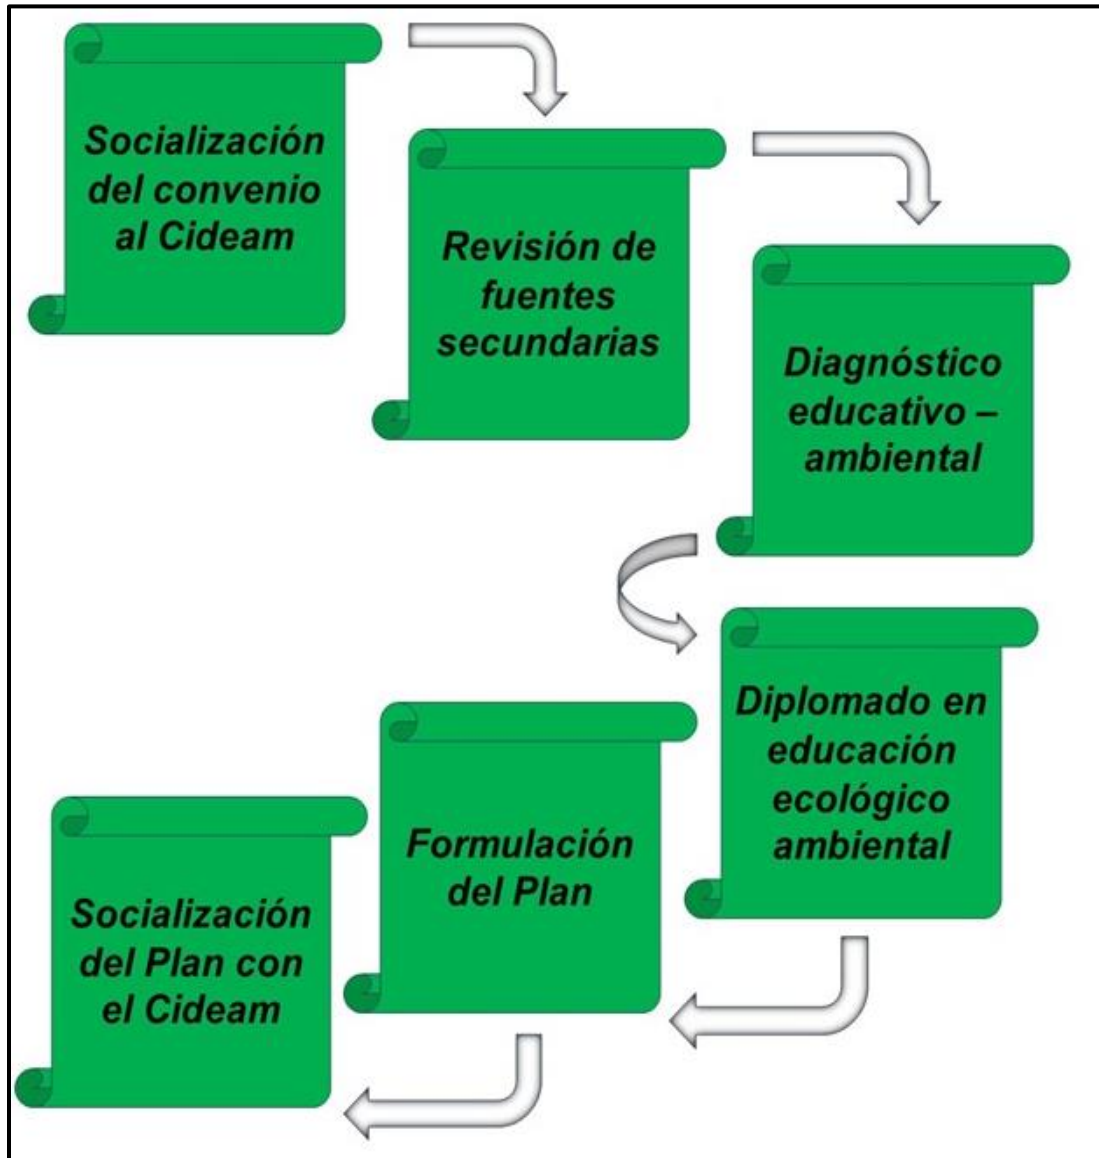 Socialización
del convenio
al Cideam
Revisión de
fuentes
secundarias
Diagnóstico
educativo –
ambiental
Diplomado en
educación
ecológico
ambiental
Formulación
del Plan
Socialización
del Plan con
el Cideam